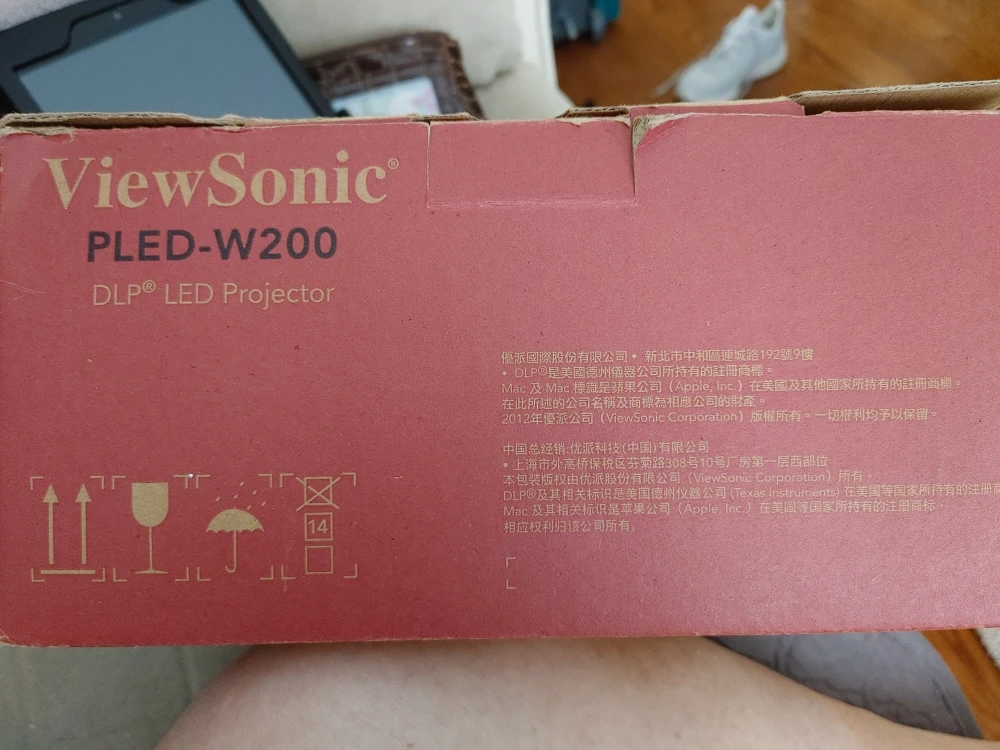 ViewSonic®
PLED-W200
DLP® LED Projector
優派國際股份有限公司• 新北市中和區連城路192號9樓
• DLP®是美國德州儀器公司所持有的註冊商標。
Mac 及 Mac 標識是蘋果公司（Apple, Inc.）在美國及其他國家所持有的註冊商標。
在此所述的公司名稱及商標為相應公司的財產。
2012年優派公司（ViewSonic Corporation）版權所有。一切權利均予以保留。
中国总经销:优派科技(中国)有限公司
• 上海市外高桥保税区芬菊路308号10号厂房第一层西部位
本包装版权由优派股份有限公司（ViewSonic Corporation）所有。
DLP®及其相关标识是美国德州仪器公司 (Texas Instruments) 在美国等国家所持有的注册
Mac 及其相关标识是苹果公司（Apple, Inc.）在美国等国家所持有的注册商标。
相应权利归该公司所有。
14